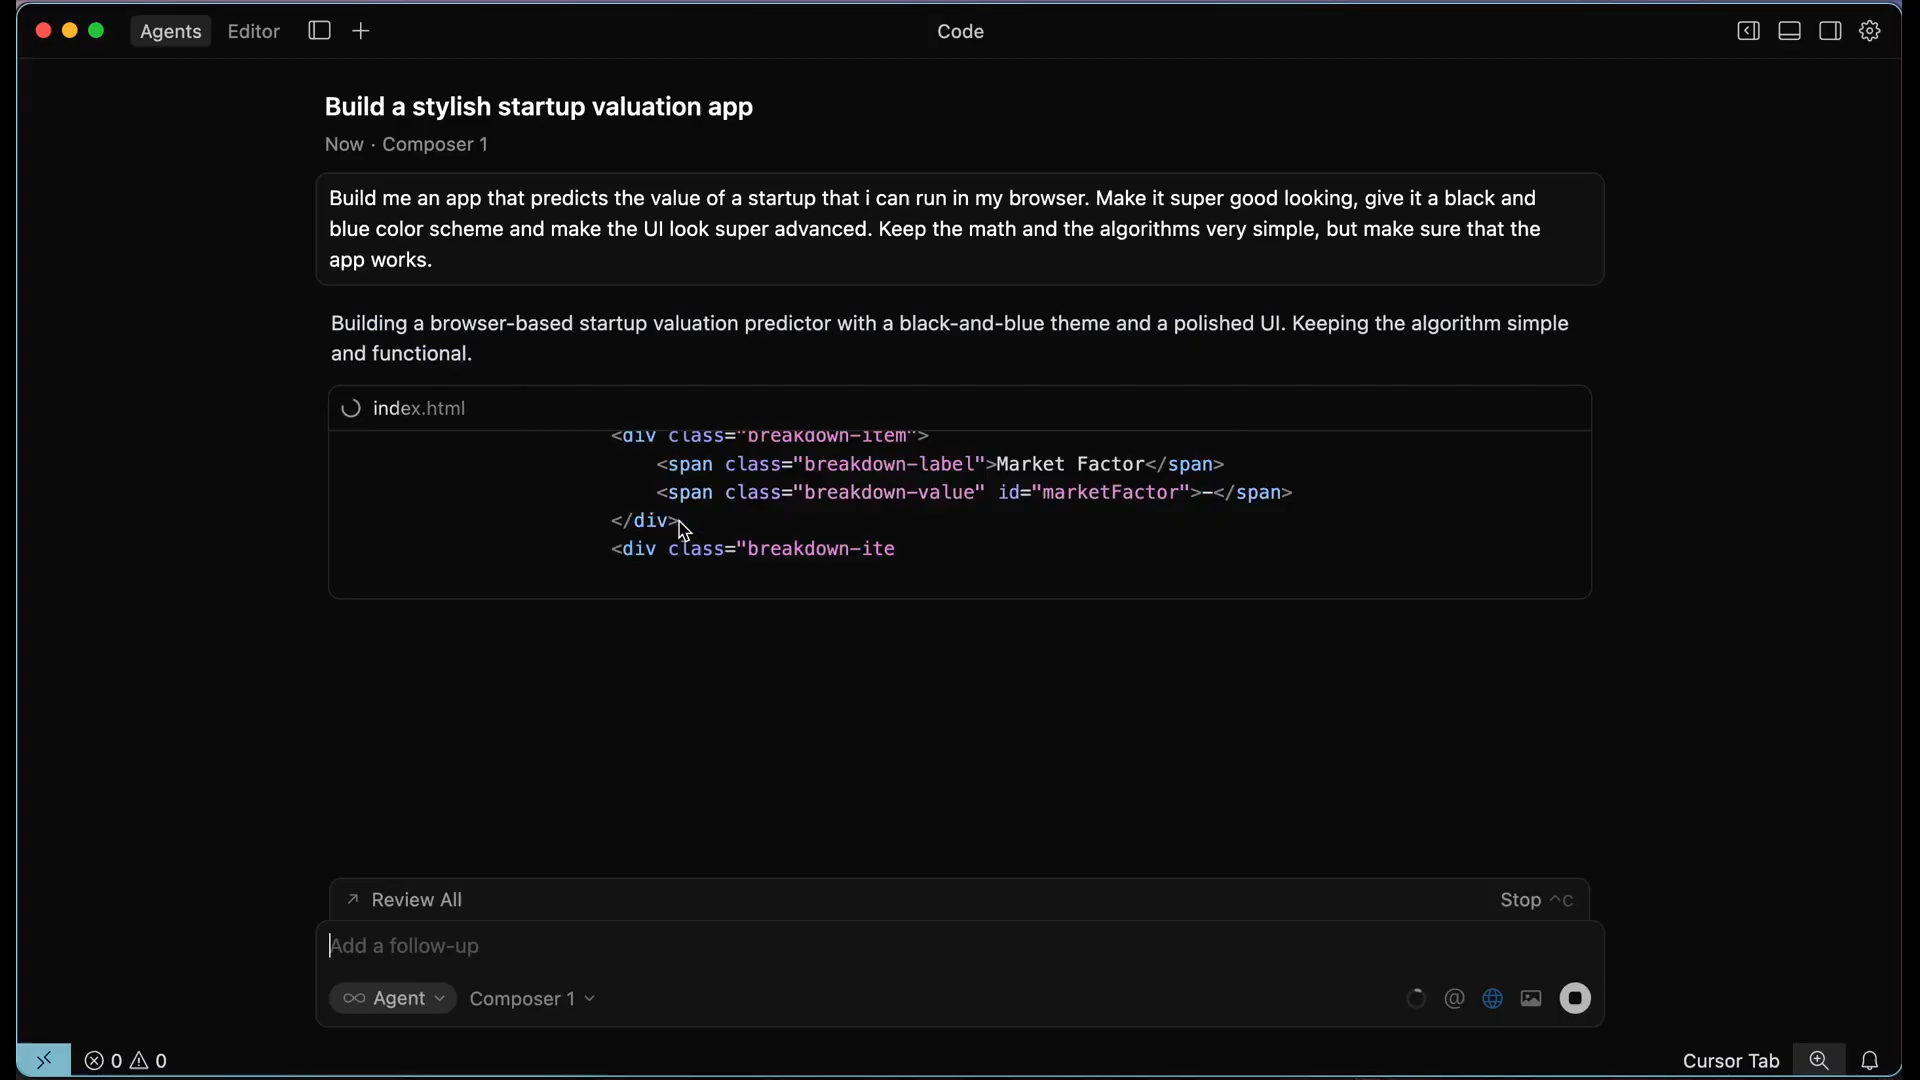 Agents Editor Code
Build a stylish startup valuation app
Now · Composer 1
Build me an app that predicts the value of a startup that i can run in my browser. Make it super good looking, give it a black and
blue color scheme and make the UI look super advanced. Keep the math and the algorithms very simple, but make sure that the
app works.
Building a browser-based startup valuation predictor with a black-and-blue theme and a polished UI. Keeping the algorithm simple
and functional.
index.html
<div class="breakdown-item">
<span class="breakdown-label">Market Factor</span>
<span class="breakdown-value" id="marketFactor">—</span>
</div>
<div class="breakdown-ite
Review All Stop ^C
Add a follow-up
Agent Composer 1 @
0 0 Cursor Tab